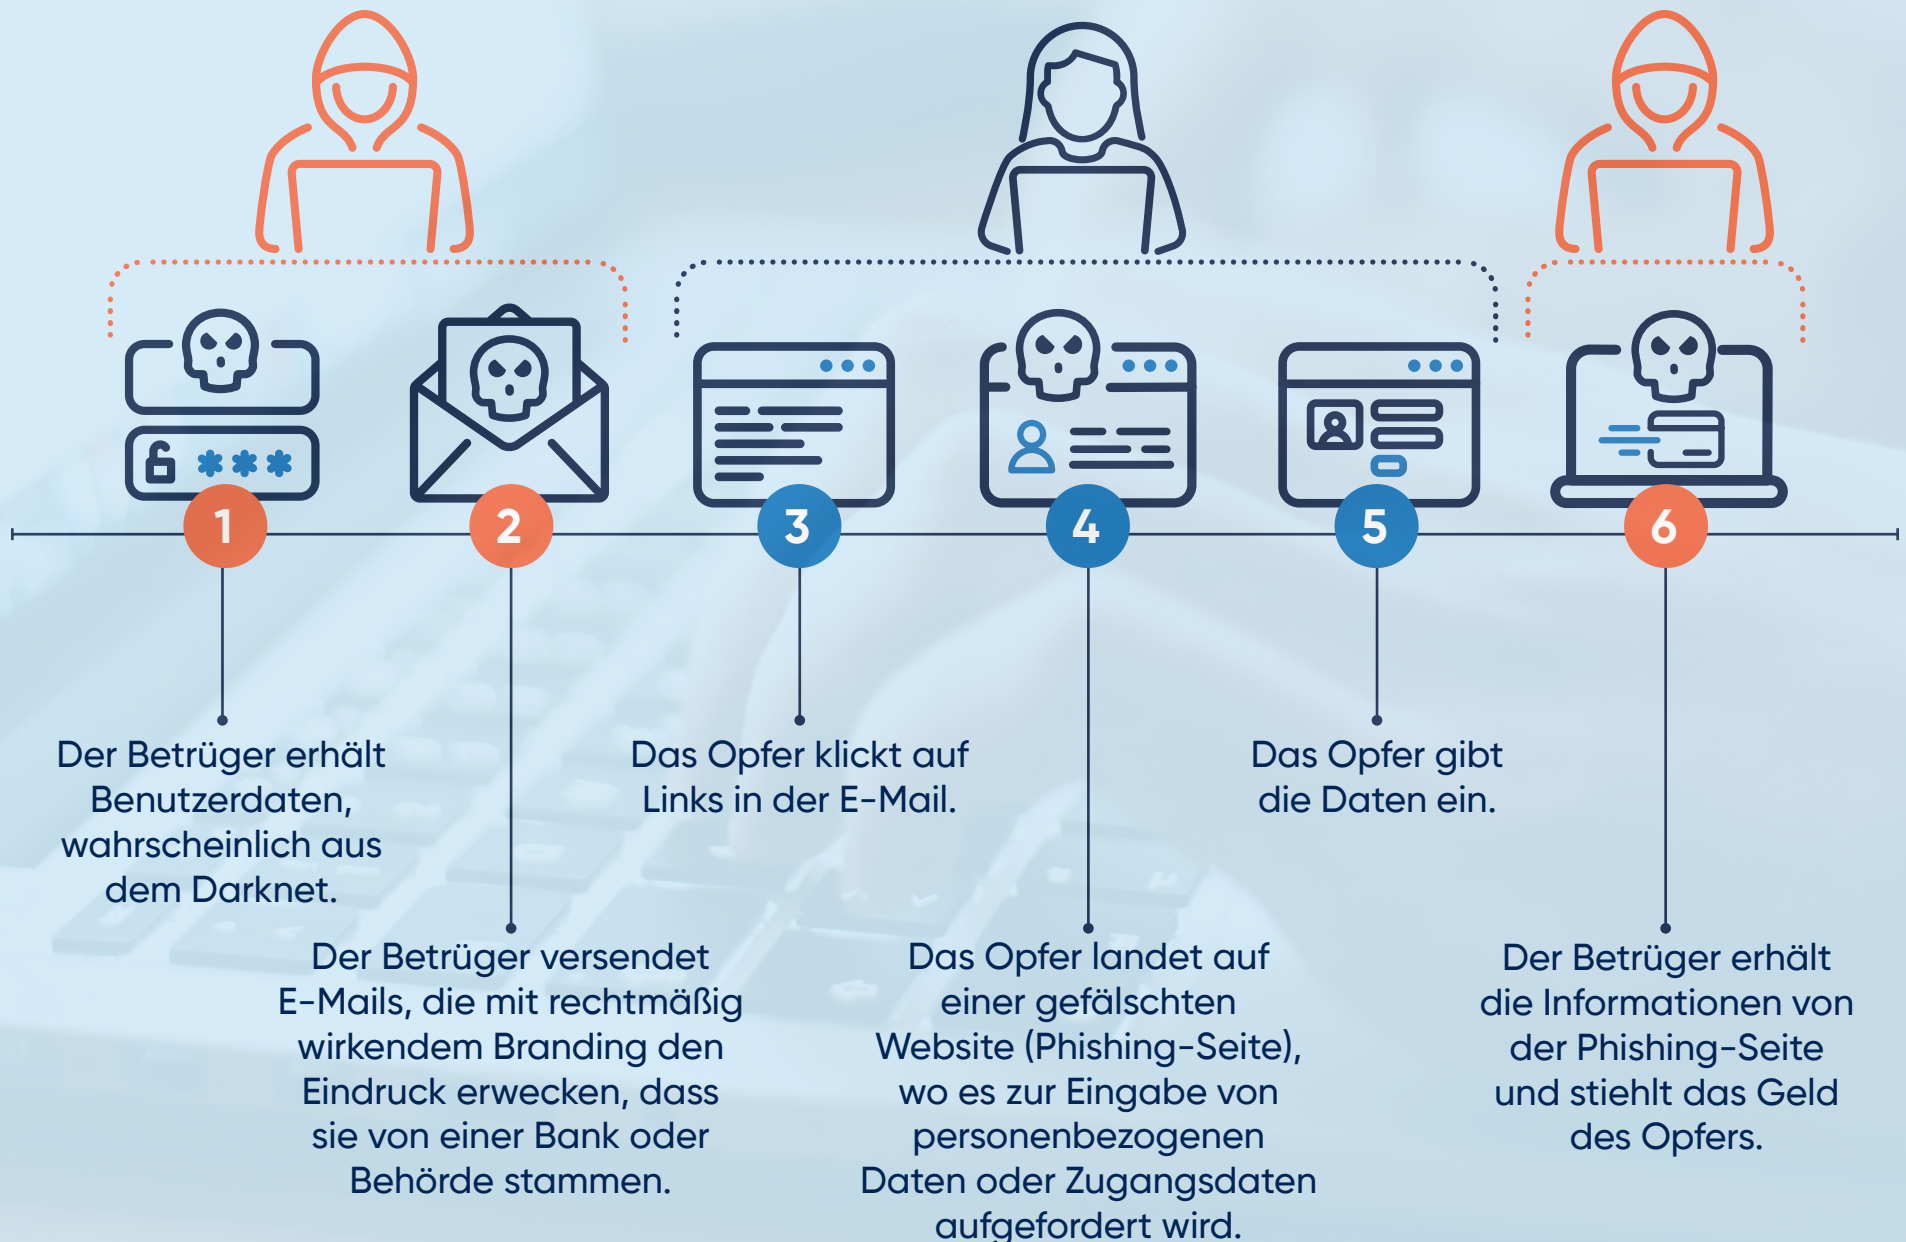 1
2
3
4
5
6
Der Betrüger erhält
Benutzerdaten,
wahrscheinlich aus
dem Darknet.
Der Betrüger versendet
E-Mails, die mit rechtmäßig
wirkendem Branding den
Eindruck erwecken, dass
sie von einer Bank oder
Behörde stammen.
Das Opfer klickt auf
Links in der E-Mail.
Das Opfer landet auf
einer gefälschten
Website (Phishing-Seite),
wo es zur Eingabe von
personenbezogenen
Daten oder Zugangsdaten
aufgefordert wird.
Das Opfer gibt
die Daten ein.
Der Betrüger erhält
die Informationen von
der Phishing-Seite
und stiehlt das Geld
des Opfers.